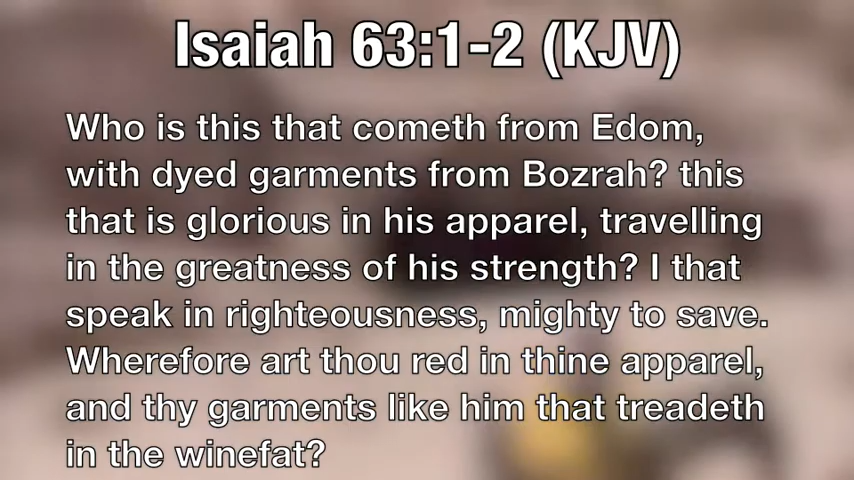 Isaiah 63:1-2 (KJV)
Who is this that cometh from Edom,
with dyed garments from Bozrah? this
that is glorious in his apparel, travelling
in the greatness of his strength? I that
speak in righteousness, mighty to save.
Wherefore art thou red in thine apparel,
and thy garments like him that treadeth
in the winefat?